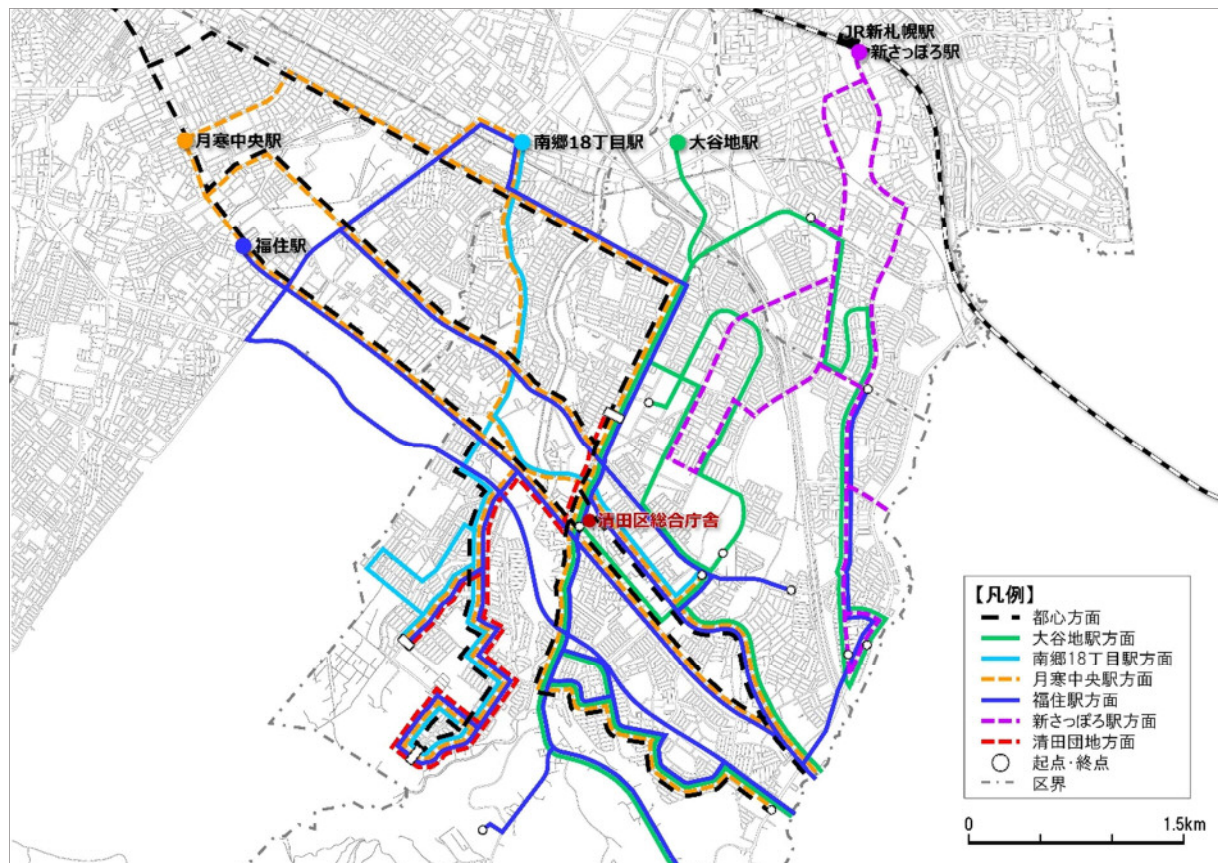 JR新札幌駅
新さっぽろ駅
月寒中央駅
南郷18丁目駅
大谷地駅
福住駅
清田区総合庁舎
【凡例】
都心方面
大谷地駅方面
南郷18丁目駅方面
月寒中央駅方面
福住駅方面
新さっぽろ駅方面
清田団地方面
起点・終点
区界
0 1.5km